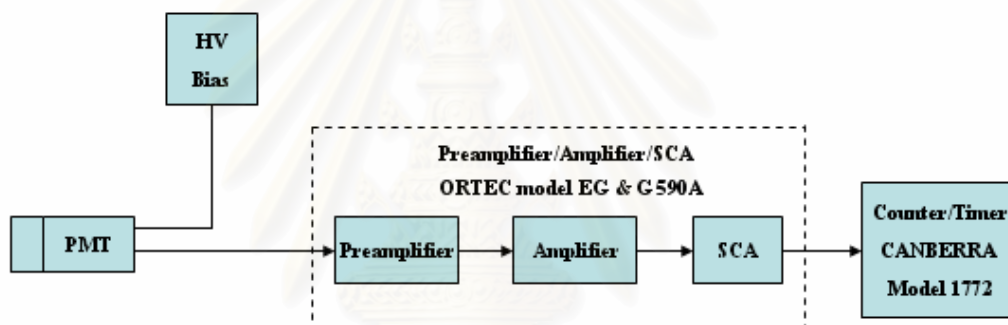 HV
Bias
Preamplifier/Amplifier/SCA
ORTEC model EG & G 590A
PMT
Preamplifier
Amplifier
SCA
Counter/Timer
CANBERRA
Model 1772